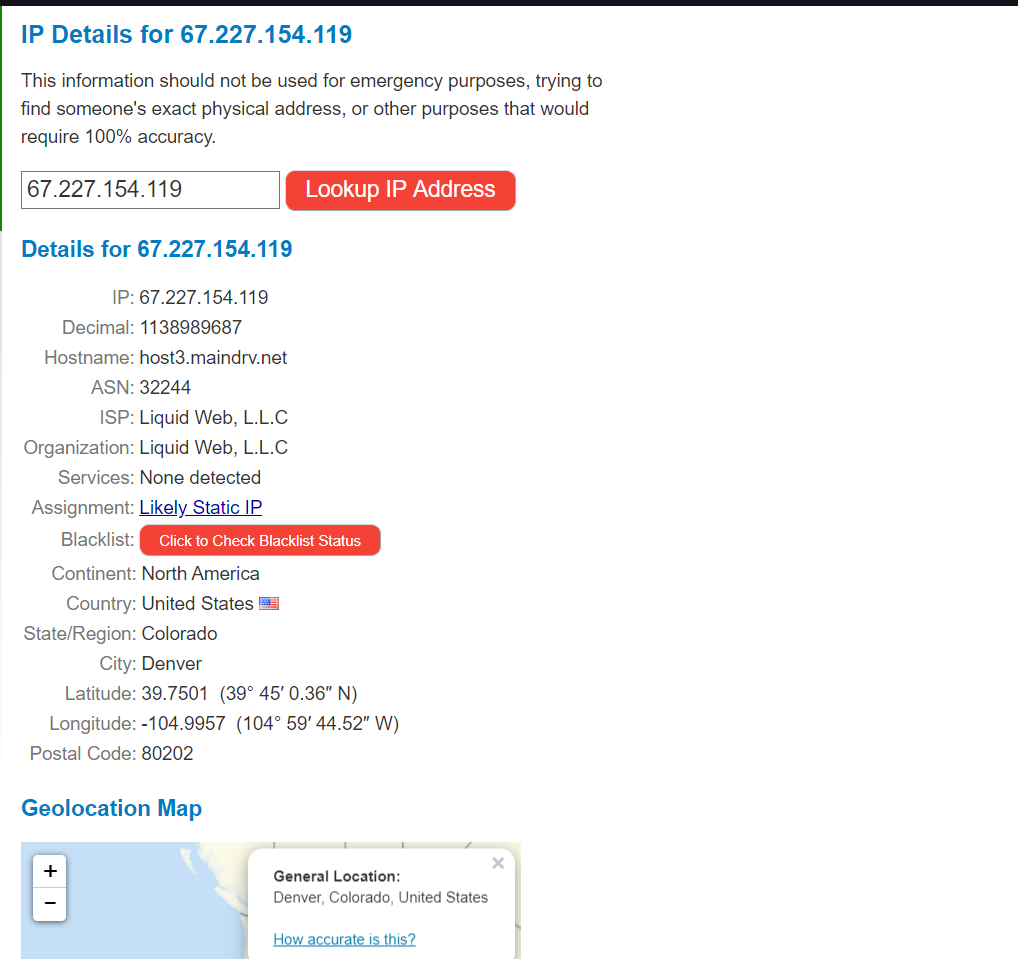 IP Details for 67.227.154.119
This information should not be used for emergency purposes, trying to
find someone's exact physical address, or other purposes that would
require 100% accuracy.
67.227.154.119 Lookup IP Address
Details for 67.227.154.119
IP: 67.227.154.119
Decimal: 1138989687
Hostname: host3.maindrv.net
ASN: 32244
ISP: Liquid Web, L.L.C
Organization: Liquid Web, L.L.C
Services: None detected
Assignment: Likely Static IP
Blacklist: Click to Check Blacklist Status
Continent: North America
Country: United States
State/Region: Colorado
City: Denver
Latitude: 39.7501 (39° 45′ 0.36″ N)
Longitude: -104.9957 (104° 59′ 44.52″ W)
Postal Code: 80202
Geolocation Map
+
−
×
General Location:
Denver, Colorado, United States
How accurate is this?